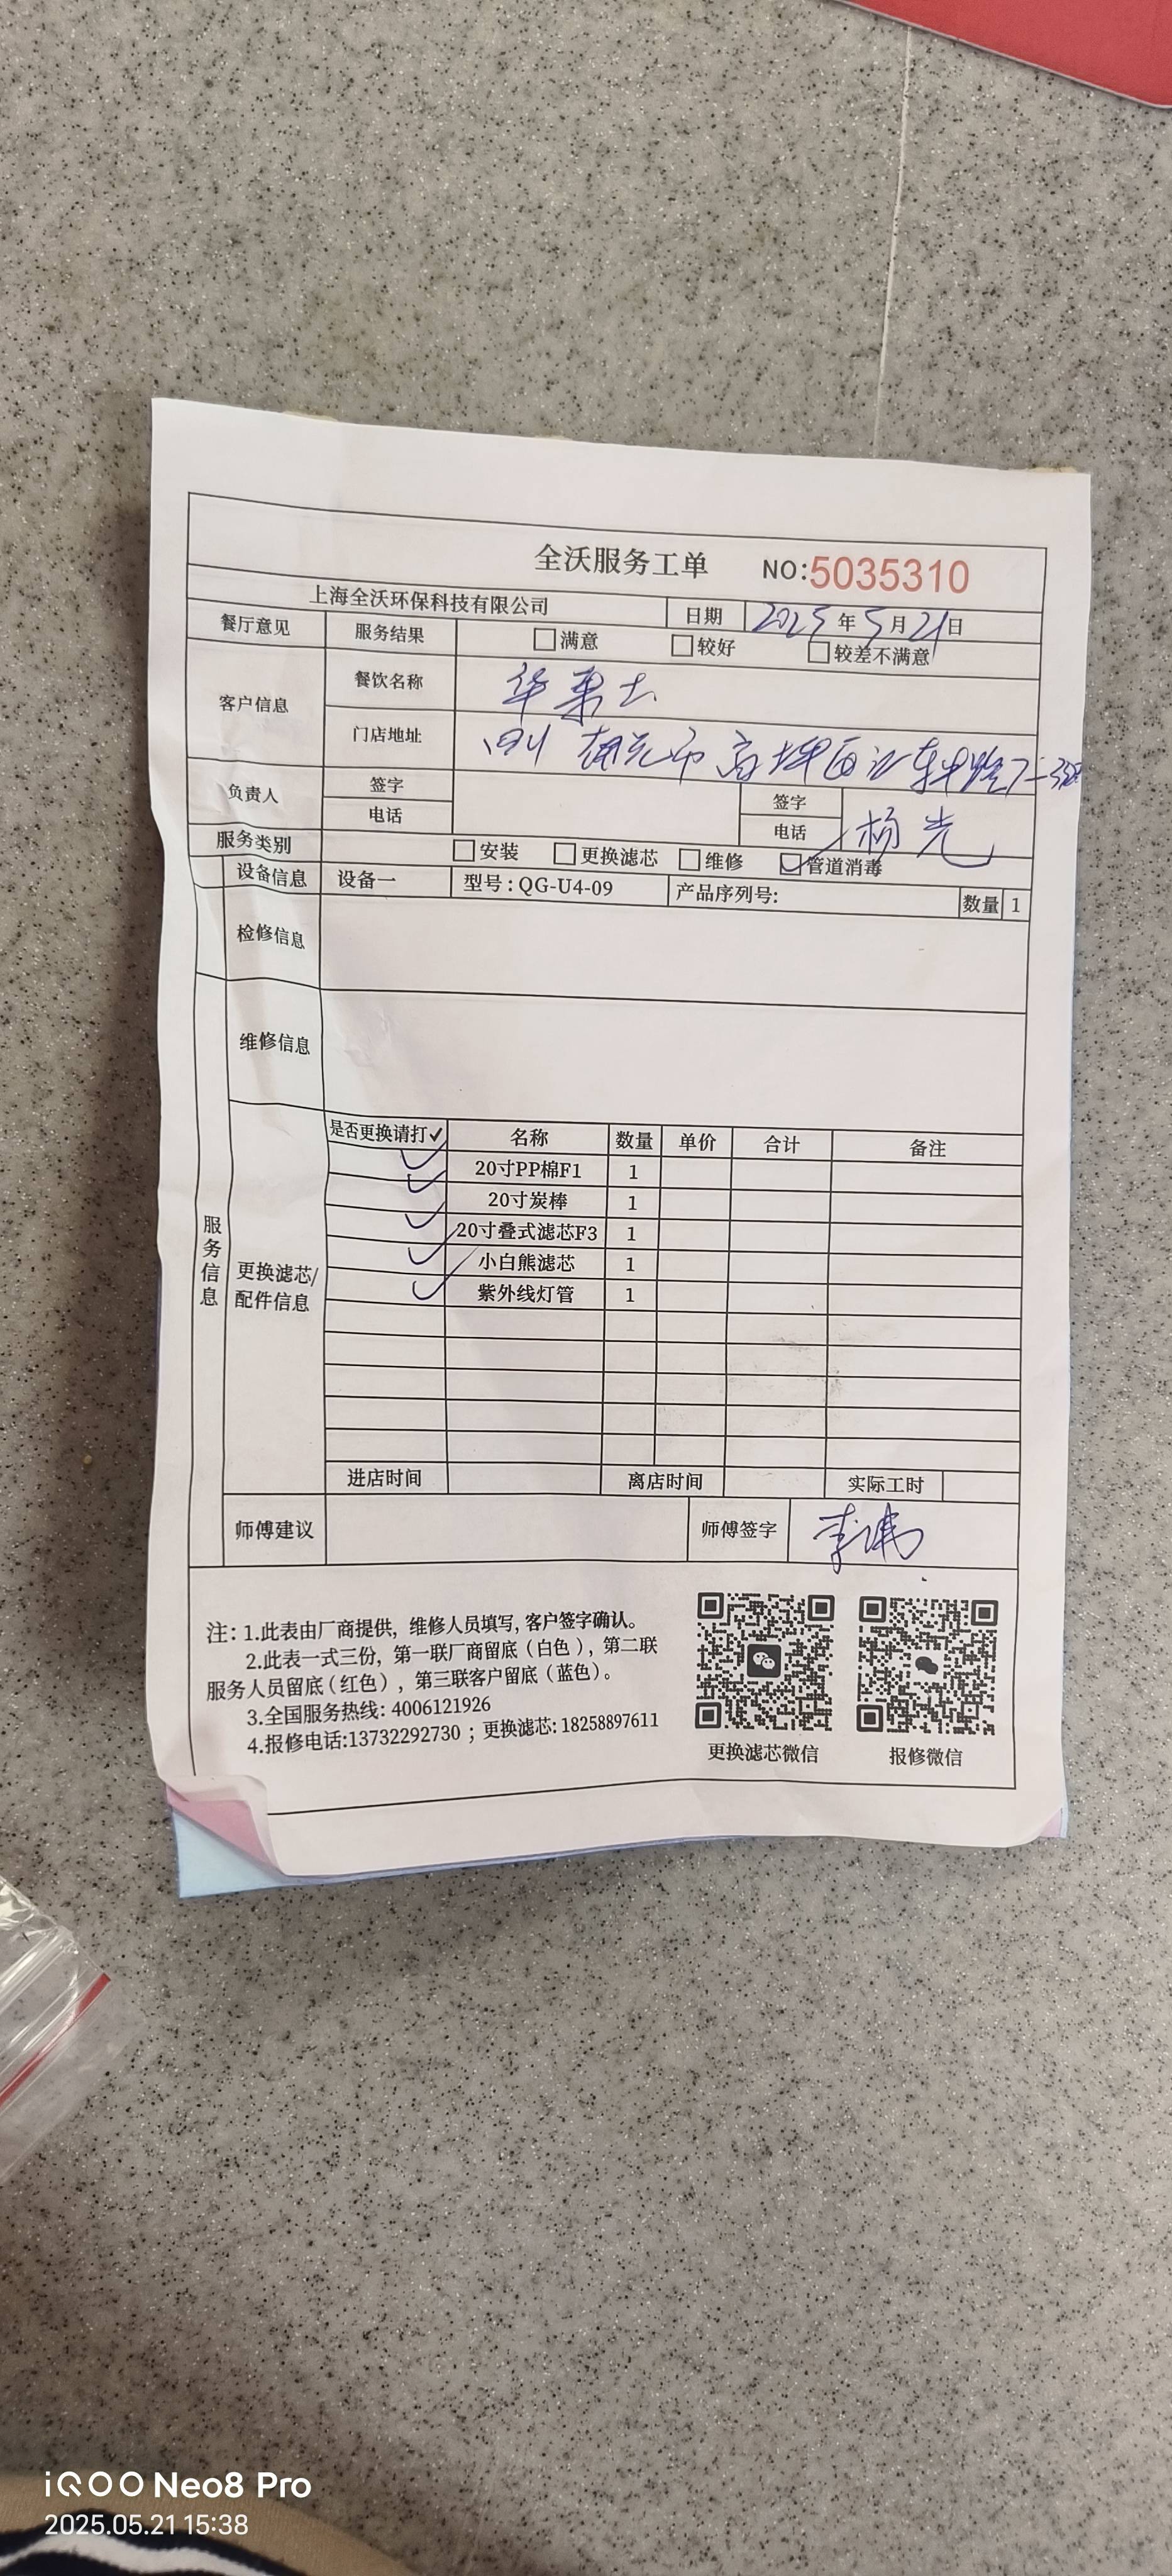 全沃服务工单 NO:5035310
上海全沃环保科技有限公司 日期 2025年5月21日
餐厅意见 服务结果 □满意 □较好 □较差不满意
客户信息 餐饮名称 华莱士
门店地址 四川 市高坪区
负责人 签字 签字
电话 电话 杨光
服务类别 □安装 □更换滤芯 □维修 ☑管道消毒
设备信息 设备一 型号:QG-U4-09 产品序列号: 数量 1
检修信息
维修信息
服务信息
更换滤芯/配件信息
是否更换请打✓ 名称 数量 单价 合计 备注
✓ 20寸PP棉F1 1
✓ 20寸炭棒 1
✓ 20寸叠式滤芯F3 1
✓ 小白熊滤芯 1
✓ 紫外线灯管 1
进店时间 离店时间 实际工时
师傅建议 师傅签字 李伟
注:1.此表由厂商提供,维修人员填写,客户签字确认。
2.此表一式三份,第一联厂商留底(白色),第二联
服务人员留底(红色),第三联客户留底(蓝色)。
3.全国服务热线:4006121926
4.报修电话:13732292730;更换滤芯:18258897611
更换滤芯微信 报修微信
iQOO Neo8 Pro
2025.05.21 15:38